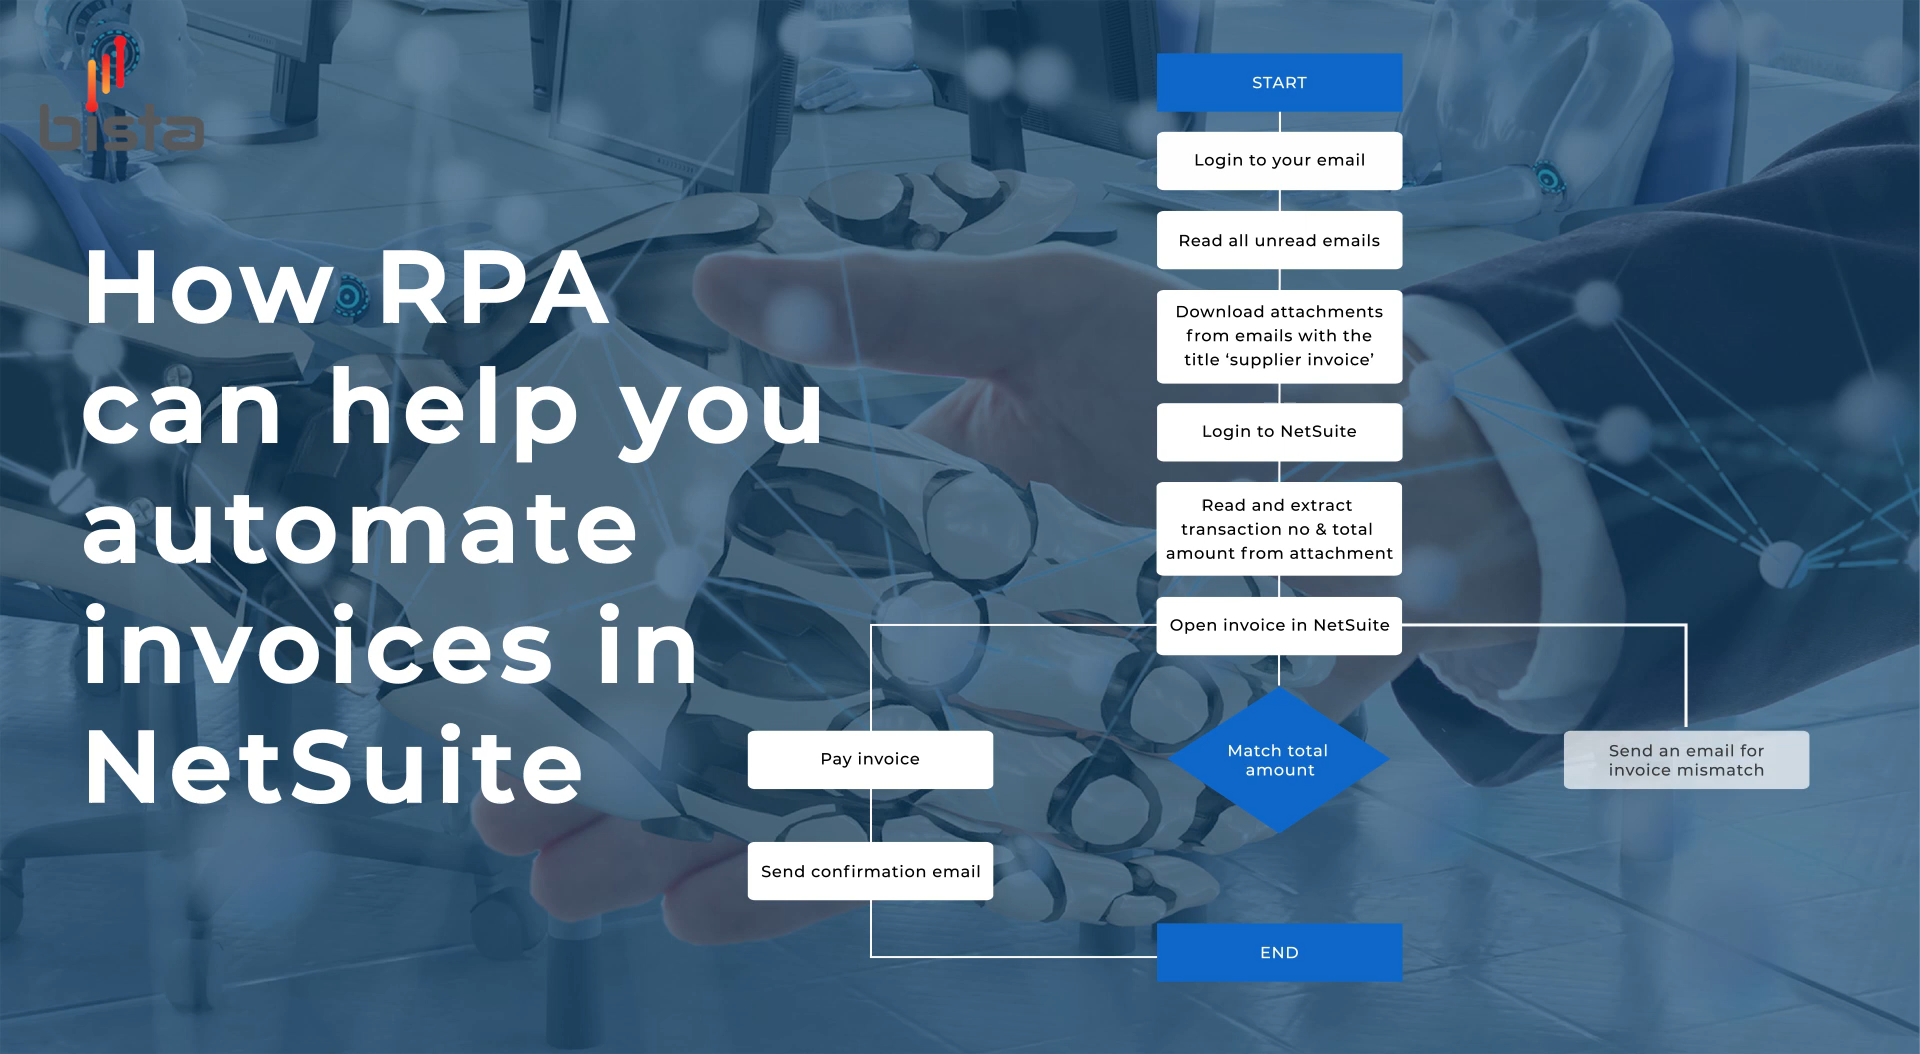 bista
How RPA
can help you
automate
invoices in
NetSuite
START
Login to your email
Read all unread emails
Download attachments
from emails with the
title ‘supplier invoice’
Login to NetSuite
Read and extract
transaction no & total
amount from attachment
Open invoice in NetSuite
Pay invoice
Match total
amount
Send an email for
invoice mismatch
Send confirmation email
END